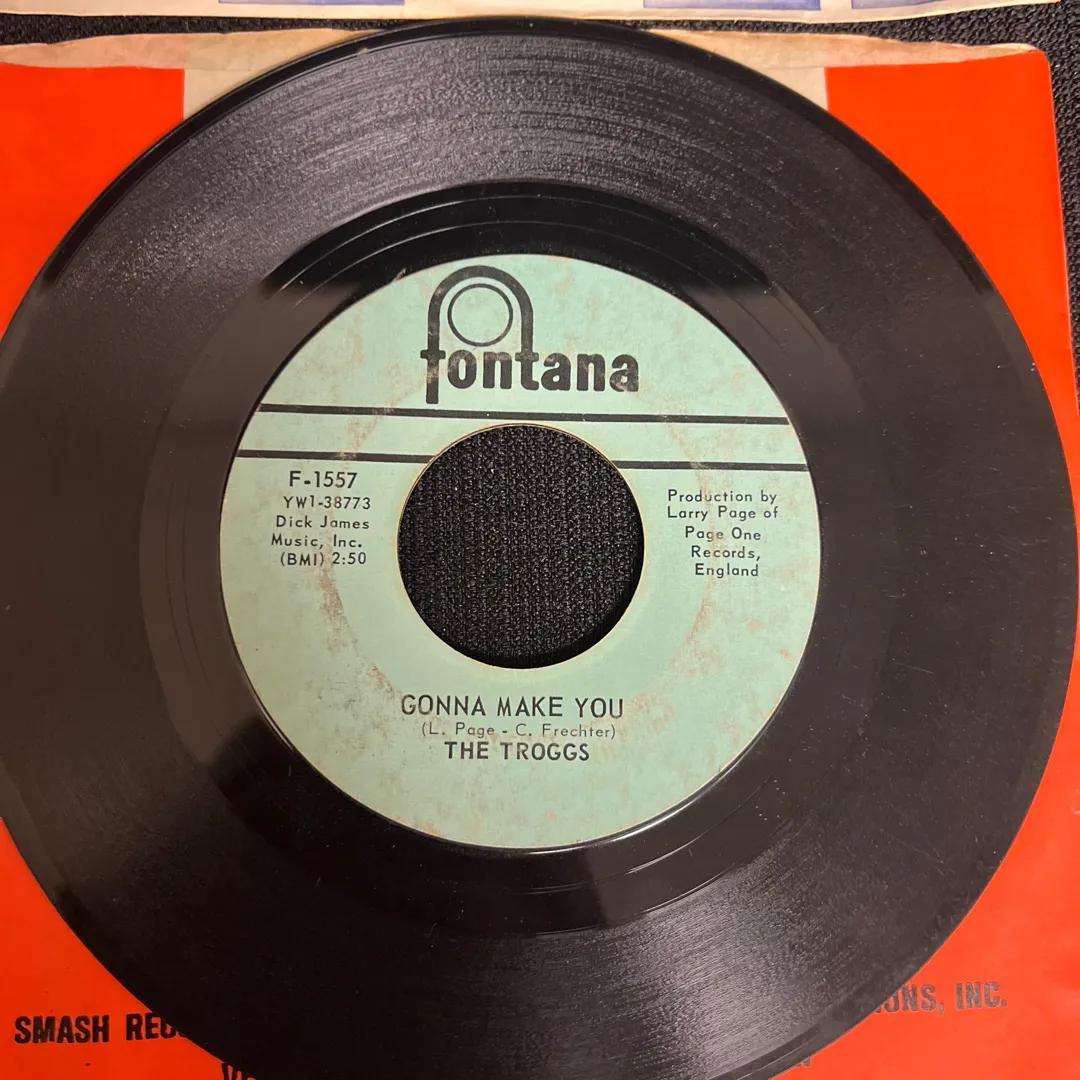 fontana
F-1557
YW1-38773
Dick James
Music, Inc.
(BMI) 2:50
Production by
Larry Page of
Page One
Records,
England
GONNA MAKE YOU
(L. Page - C. Frechter)
THE TROGGS
INC.
SMASH